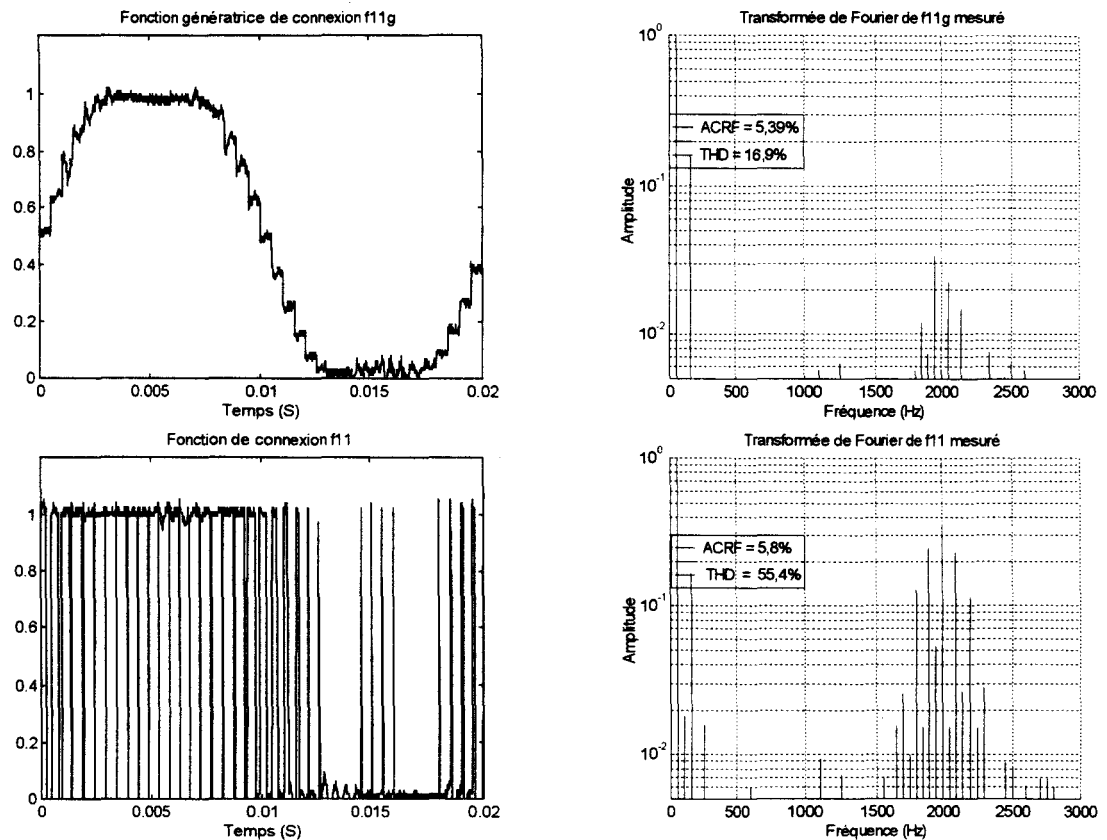 Fonction génératrice de connexion f11g
1
0.8
0.6
0.4
0.2
0
0 0.005 0.01 0.015 0.02
Temps (S)
Transformée de Fourier de f11g mesuré
10^0
10^-1
10^-2
Amplitude
ACRF = 5,39%
THD = 16,9%
0 500 1000 1500 2000 2500 3000
Fréquence (Hz)
Fonction de connexion f11
1
0.8
0.6
0.4
0.2
0
0 0.005 0.01 0.015 0.02
Temps (S)
Transformée de Fourier de f11 mesuré
10^0
10^-1
10^-2
Amplitude
ACRF = 5,8%
THD = 55,4%
0 500 1000 1500 2000 2500 3000
Fréquence (Hz)